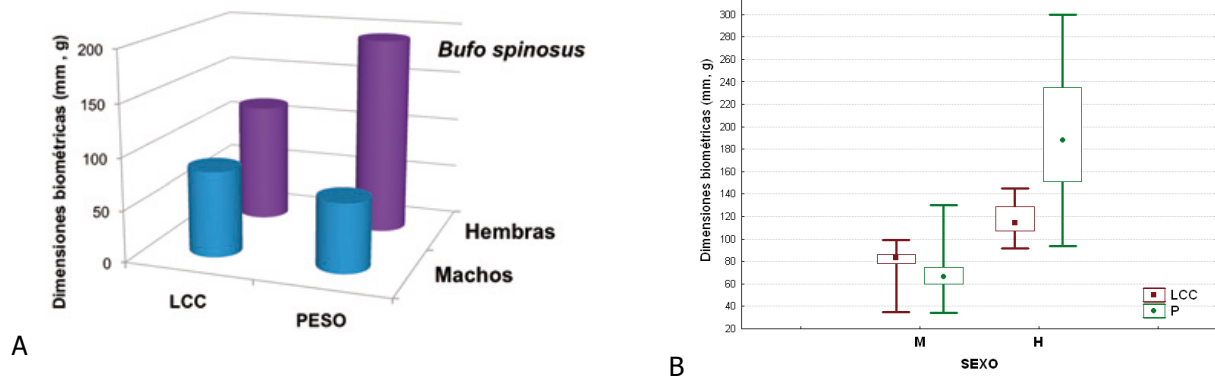 Dimensiones biométricas (mm , g)
200
150
100
50
0
Bufo spinosus
Hembras
Machos
LCC
PESO
A
Dimensiones biométricas (mm, g)
300
280
260
240
220
200
180
160
140
120
100
80
60
40
20
M
H
SEXO
LCC
P
B